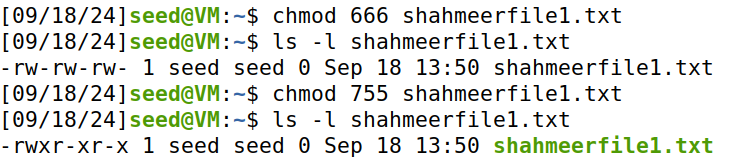 [09/18/24]seed@VM:~$ chmod 666 shahmeerfile1.txt
[09/18/24]seed@VM:~$ ls -l shahmeerfile1.txt
-rw-rw-rw- 1 seed seed 0 Sep 18 13:50 shahmeerfile1.txt
[09/18/24]seed@VM:~$ chmod 755 shahmeerfile1.txt
[09/18/24]seed@VM:~$ ls -l shahmeerfile1.txt
-rwxr-xr-x 1 seed seed 0 Sep 18 13:50 shahmeerfile1.txt